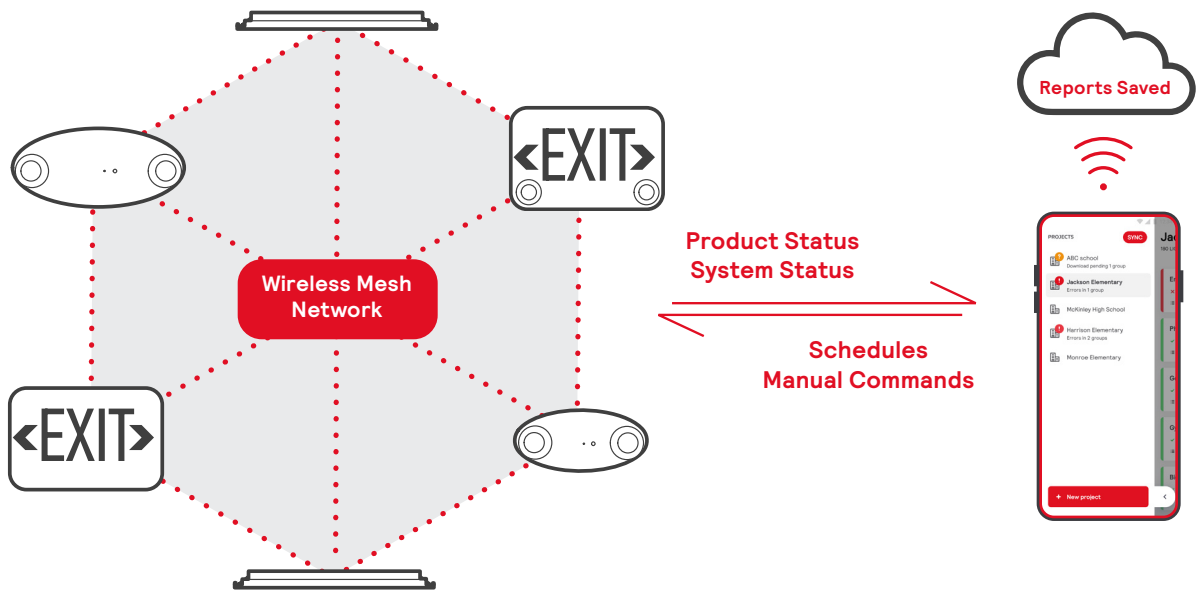 EXIT
EXIT
Wireless Mesh
Network
Product Status
System Status
Schedules
Manual Commands
Reports Saved
PROJECTS
SYNC
ABC school
Download pending 1 group
Jackson Elementary
Errors in 1 group
McKinley High School
Harrison Elementary
Errors in 2 groups
Monroe Elementary
+ New project